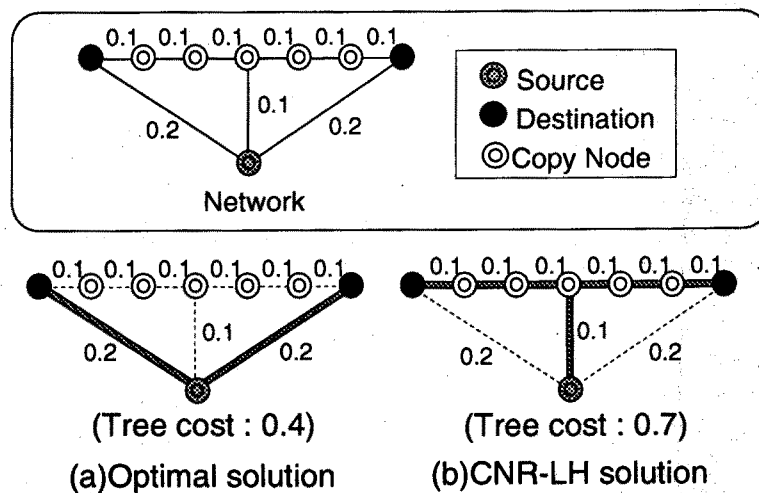 0.1 0.1 0.1 0.1 0.1 0.1
0.2 0.1 0.2
Network
Source
Destination
Copy Node
0.1 0.1 0.1 0.1 0.1 0.1
0.2 0.1 0.2
(Tree cost : 0.4)
(a)Optimal solution
0.1 0.1 0.1 0.1 0.1 0.1
0.2 0.1 0.2
(Tree cost : 0.7)
(b)CNR-LH solution